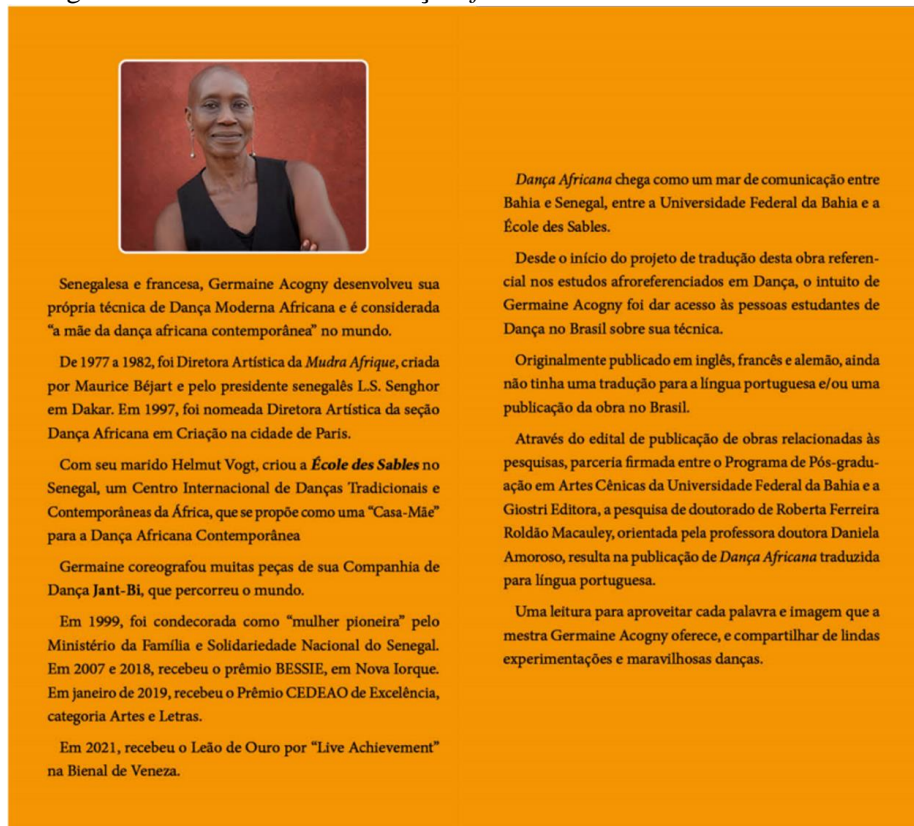 Senegalesa e francesa, Germaine Acogny desenvolveu sua
própria técnica de Dança Moderna Africana e é considerada
“a mãe da dança africana contemporânea” no mundo.
De 1977 a 1982, foi Diretora Artística da Mudra Afrique, criada
por Maurice Béjart e pelo presidente senegalês L.S. Senghor
em Dakar. Em 1997, foi nomeada Diretora Artística da seção
Dança Africana em Criação na cidade de Paris.
Com seu marido Helmut Vogt, criou a École des Sables no
Senegal, um Centro Internacional de Danças Tradicionais e
Contemporâneas da África, que se propõe como uma “Casa-Mãe”
para a Dança Africana Contemporânea
Germaine coreografou muitas peças de sua Companhia de
Dança Jant-Bi, que percorreu o mundo.
Em 1999, foi condecorada como “mulher pioneira” pelo
Ministério da Família e Solidariedade Nacional do Senegal.
Em 2007 e 2018, recebeu o prêmio BESSIE, em Nova Iorque.
Em janeiro de 2019, recebeu o Prêmio CEDEAO de Excelência,
categoria Artes e Letras.
Em 2021, recebeu o Leão de Ouro por “Live Achievement”
na Bienal de Veneza.
Dança Africana chega como um mar de comunicação entre
Bahia e Senegal, entre a Universidade Federal da Bahia e a
École des Sables.
Desde o início do projeto de tradução desta obra referen-
cial nos estudos afroreferenciados em Dança, o intuito de
Germaine Acogny foi dar acesso às pessoas estudantes de
Dança no Brasil sobre sua técnica.
Originalmente publicado em inglês, francês e alemão, ainda
não tinha uma tradução para a língua portuguesa e/ou uma
publicação da obra no Brasil.
Através do edital de publicação de obras relacionadas às
pesquisas, parceria firmada entre o Programa de Pós-gradu-
ação em Artes Cênicas da Universidade Federal da Bahia e a
Giostri Editora, a pesquisa de doutorado de Roberta Ferreira
Roldão Macauley, orientada pela professora doutora Daniela
Amoroso, resulta na publicação de Dança Africana traduzida
para língua portuguesa.
Uma leitura para aproveitar cada palavra e imagem que a
mestra Germaine Acogny oferece, e compartilhar de lindas
experimentações e maravilhosas danças.